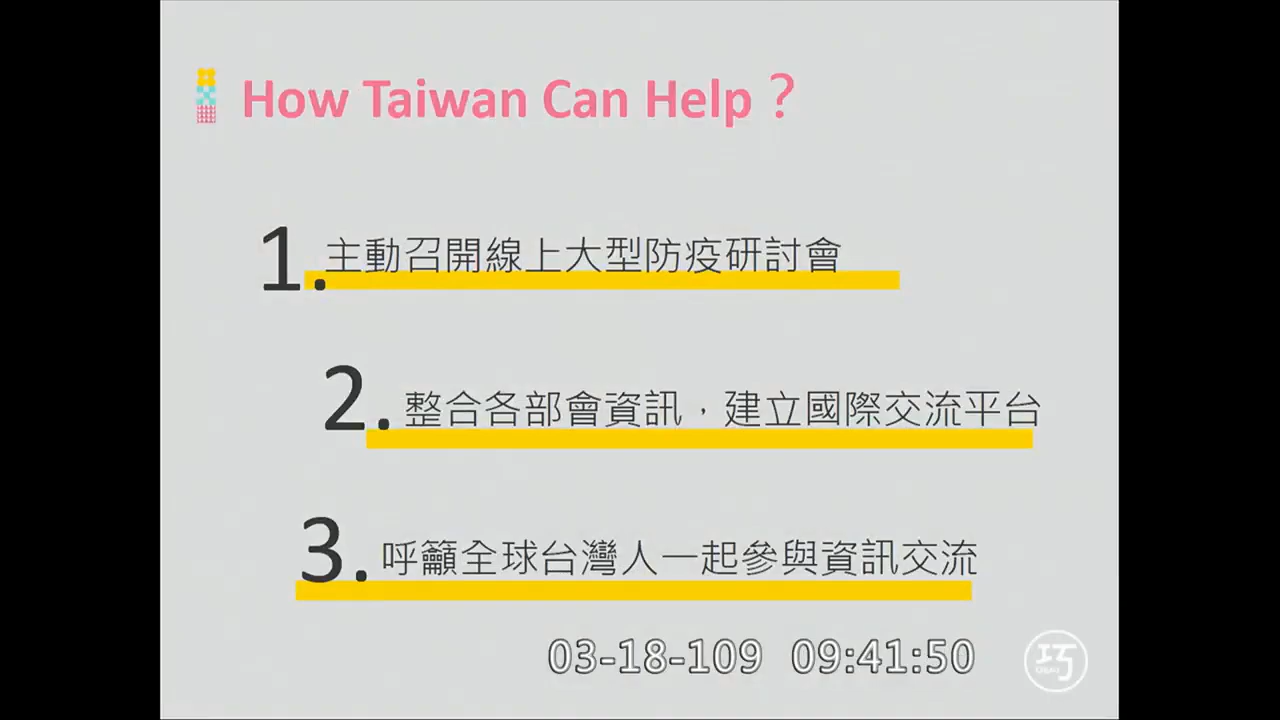 How Taiwan Can Help？
1. 主動召開線上大型防疫研討會
2. 整合各部會資訊，建立國際交流平台
3. 呼籲全球台灣人一起參與資訊交流
03-18-109 09:41:50
巧